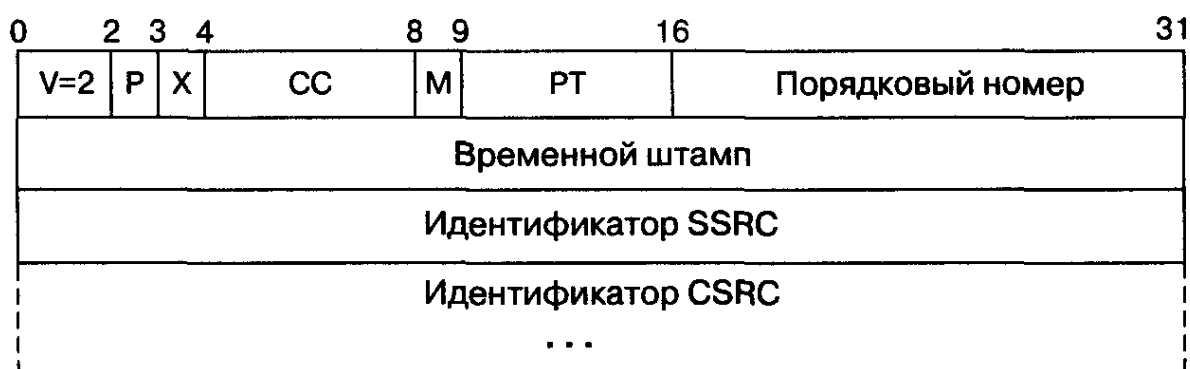 0 2 3 4 8 9 16 31
V=2 P X CC M PT Порядковый номер
Временной штамп
Идентификатор SSRC
Идентификатор CSRC
...